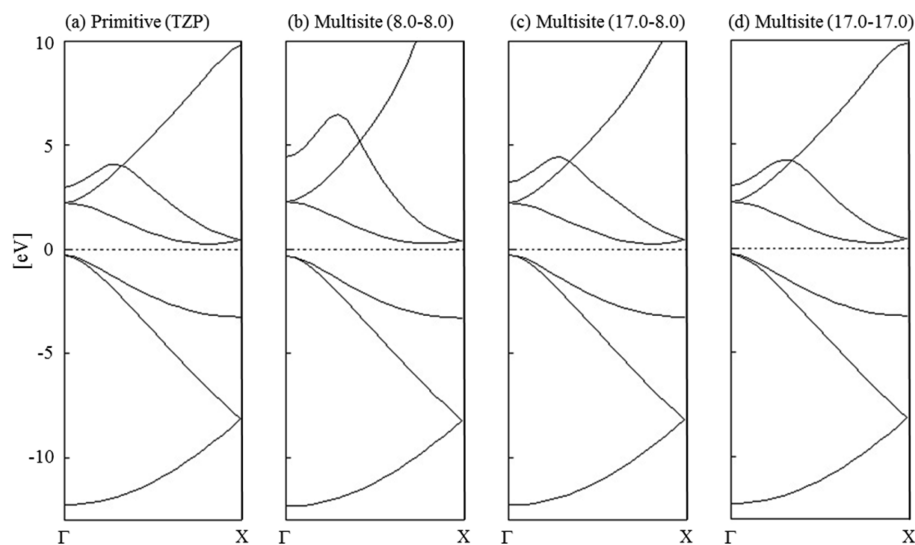 (a) Primitive (TZP) (b) Multisite (8.0-8.0) (c) Multisite (17.0-8.0) (d) Multisite (17.0-17.0)
10
5
0
[eV]
-5
-10
Γ X Γ X Γ X Γ X